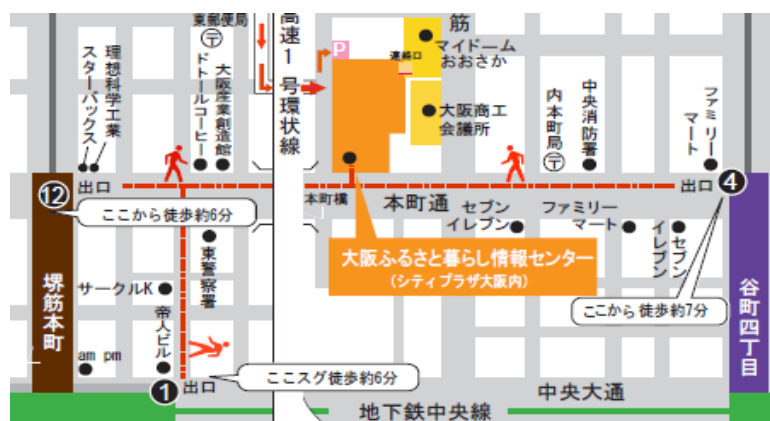 東郵便局
〒
理想科学工業
スターバックス
ドトールコーヒー
大阪産業創造館
高速1号環状線
P
筋
連絡口
マイドーム
おおさか
大阪商工
会議所
内本町局
〒
中央消防署
ファミリー
マート
12
出口
ここから徒歩約6分
本町橋
本町通
セブン
イレブン
ファミリー
マート
セブン
イレブン
出口
4
大阪ふるさと暮らし情報センター
(シティプラザ大阪内)
ここから徒歩約7分
堺筋本町
東警察署
サークルK
帝人ビル
am pm
1
出口
ここスグ徒歩約6分
谷町四丁目
中央大通
地下鉄中央線